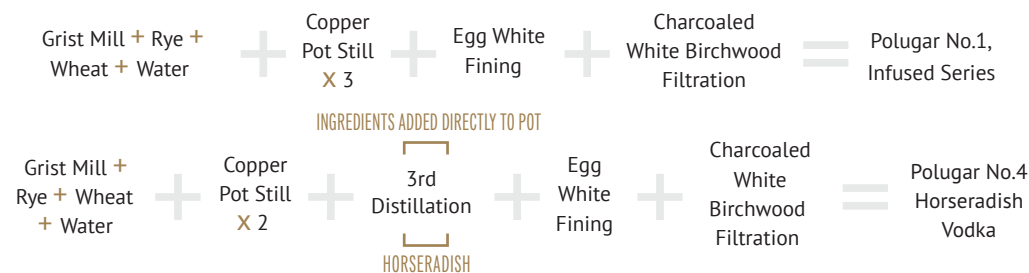 Grist Mill + Rye +
Wheat + Water
+
Copper
Pot Still
X 3
+
Egg White
Fining
+
Charcoaled
White Birchwood
Filtration
=
Polugar No.1,
Infused Series
INGREDIENTS ADDED DIRECTLY TO POT
Grist Mill +
Rye + Wheat
+ Water
+
Copper
Pot Still
X 2
+
3rd
Distillation
HORSERADISH
+
Egg
White
Fining
+
Charcoaled
White
Birchwood
Filtration
=
Polugar No.4
Horseradish
Vodka